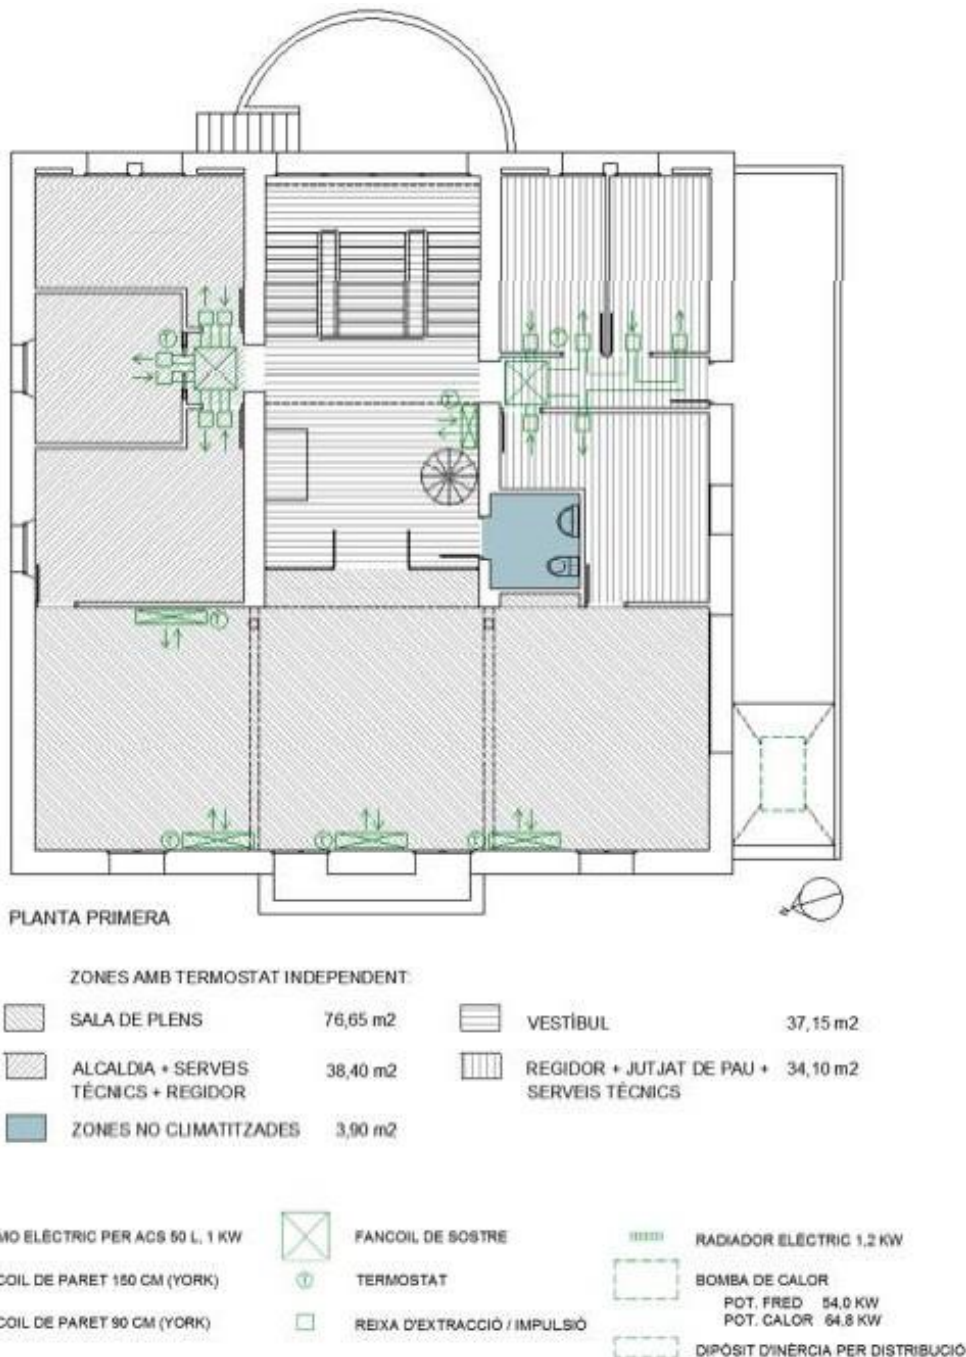 PLANTA PRIMERA
N
ZONES AMB TERMOSTAT INDEPENDENT:
SALA DE PLENS 76,65 m2
VESTÍBUL 37,15 m2
ALCALDIA + SERVEIS 38,40 m2
TÉCNICS + REGIDOR
REGIDOR + JUTJAT DE PAU + 34,10 m2
SERVEIS TÉCNICS
ZONES NO CLIMATITZADES 3,90 m2
MO ELÈCTRIC PER ACS 50 L, 1 KW
FANCOIL DE SOSTRE
RADIADOR ELÈCTRIC 1,2 KW
COIL DE PARET 150 CM (YORK)
T TERMOSTAT
BOMBA DE CALOR
POT. FRED 54,0 KW
POT. CALOR 64,8 KW
COIL DE PARET 90 CM (YORK)
REIXA D'EXTRACCIÓ / IMPULSIÓ
DIPÒSIT D'INÈRCIA PER DISTRIBUCIÓ